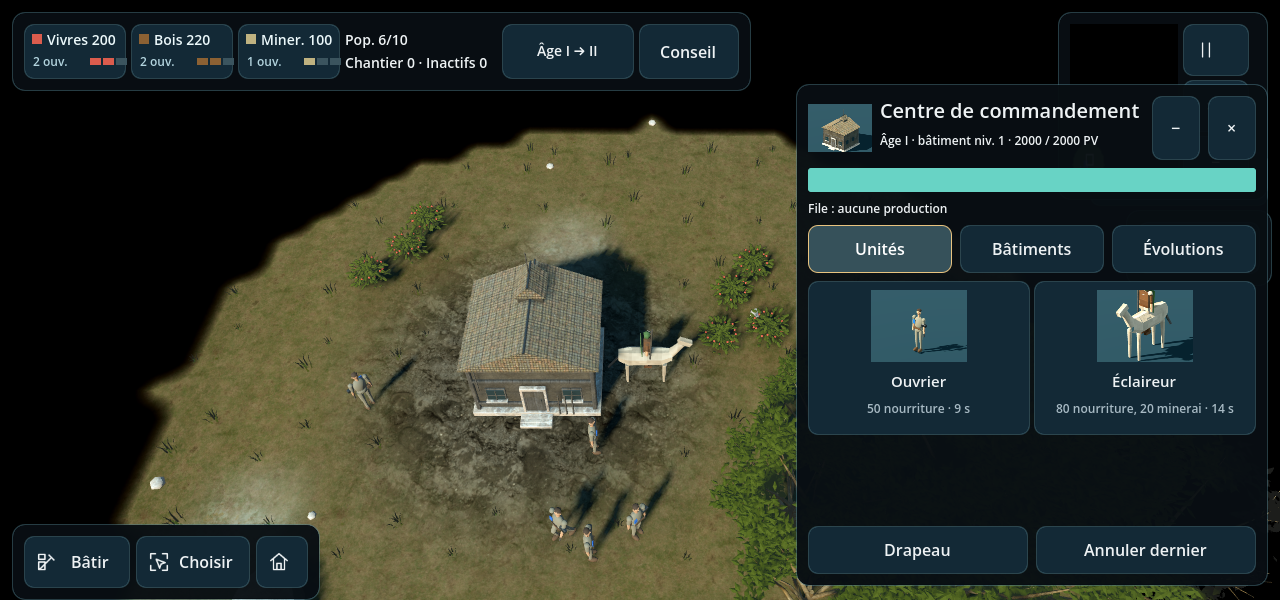 Vivres 200
2 ouv.
Bois 220
2 ouv.
Miner. 100
1 ouv.
Pop. 6/10
Chantier 0 · Inactifs 0
Âge I → II
Conseil
||
Centre de commandement
Âge I · bâtiment niv. 1 · 2000 / 2000 PV
−
×
File : aucune production
Unités
Bâtiments
Évolutions
Ouvrier
50 nourriture · 9 s
Éclaireur
80 nourriture, 20 minerai · 14 s
Drapeau
Annuler dernier
Bâtir
Choisir